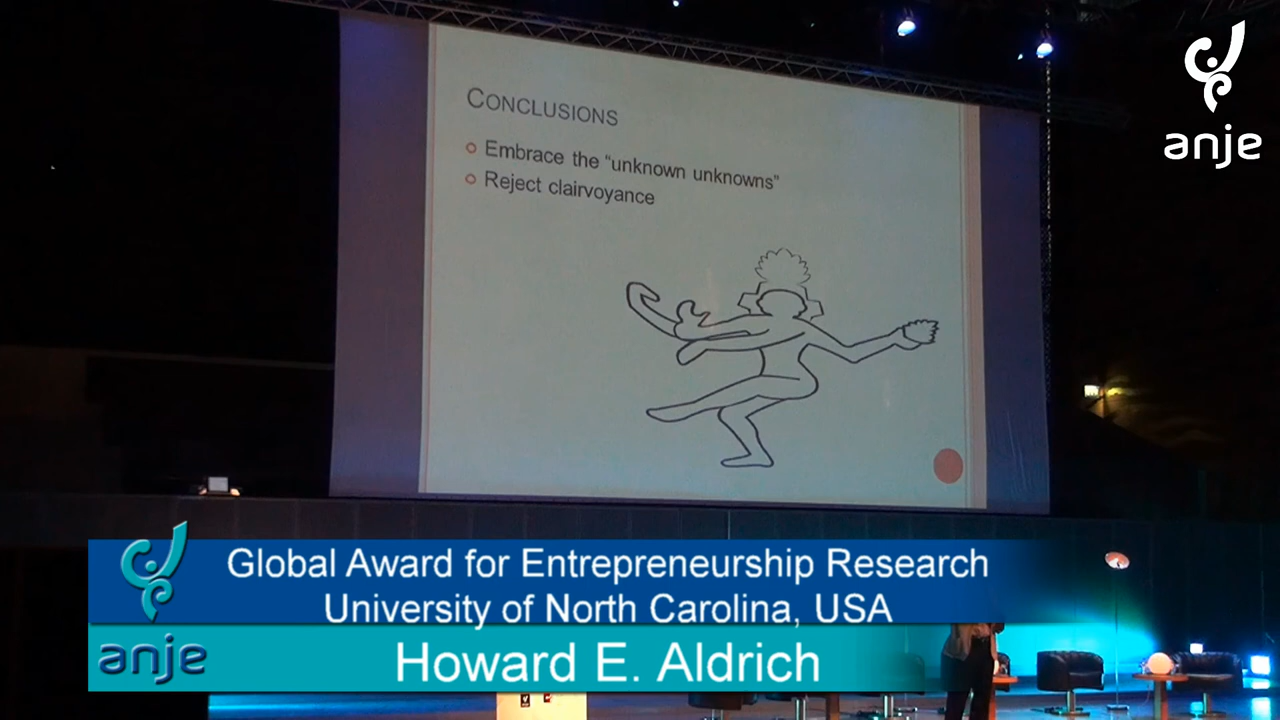 CONCLUSIONS
Embrace the “unknown unknowns”
Reject clairvoyance
anje
Global Award for Entrepreneurship Research
University of North Carolina, USA
anje
Howard E. Aldrich